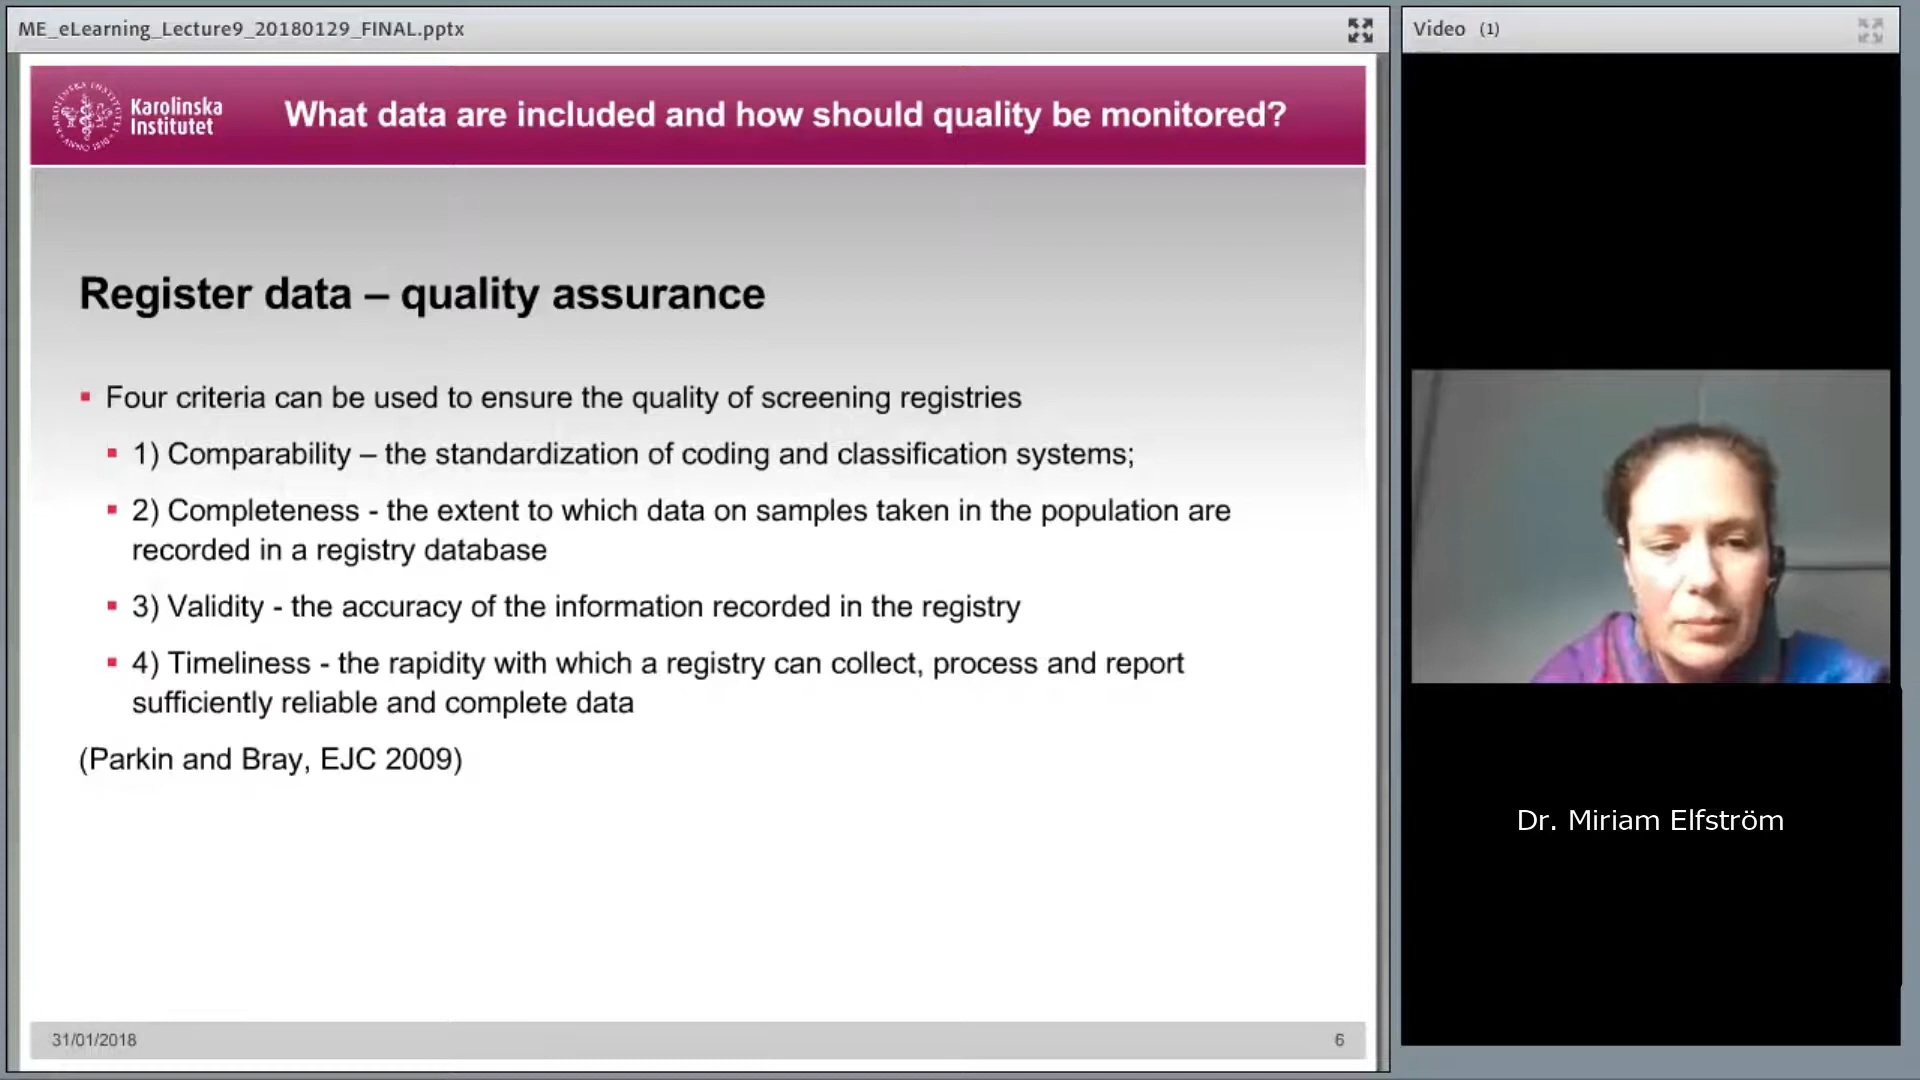 ME_eLearning_Lecture9_20180129_FINAL.pptx
Video (1)
Karolinska
Institutet
What data are included and how should quality be monitored?
Register data – quality assurance
Four criteria can be used to ensure the quality of screening registries
1) Comparability – the standardization of coding and classification systems;
2) Completeness - the extent to which data on samples taken in the population are
recorded in a registry database
3) Validity - the accuracy of the information recorded in the registry
4) Timeliness - the rapidity with which a registry can collect, process and report
sufficiently reliable and complete data
(Parkin and Bray, EJC 2009)
31/01/2018
6
Dr. Miriam Elfström